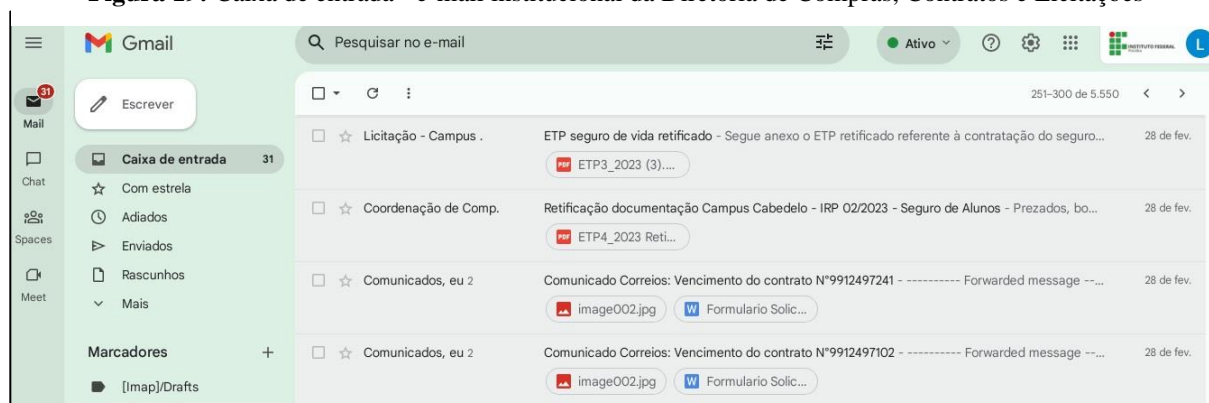 Figura 19: Caixa de entrada - e-mail institucional da Diretoria de Compras, Contratos e Licitações
Gmail
Pesquisar no e-mail
Ativo
INSTITUTO FEDERAL
L
31
Mail
Escrever
251–300 de 5.550
Licitação - Campus . ETP seguro de vida retificado - Segue anexo o ETP retificado referente à contratação do seguro... 28 de fev.
PDF ETP3_2023 (3)....
Caixa de entrada 31
Chat
Com estrela
Adiados
Coordenação de Comp. Retificação documentação Campus Cabedelo - IRP 02/2023 - Seguro de Alunos - Prezados, bo... 28 de fev.
PDF ETP4_2023 Reti...
Spaces
Enviados
Rascunhos
Meet
Mais
Comunicados, eu 2 Comunicado Correios: Vencimento do contrato N°9912497241 - ---------- Forwarded message --... 28 de fev.
image002.jpg W Formulario Solic...
Marcadores +
Comunicados, eu 2 Comunicado Correios: Vencimento do contrato N°9912497102 - ---------- Forwarded message --... 28 de fev.
[Imap]/Drafts
image002.jpg W Formulario Solic...